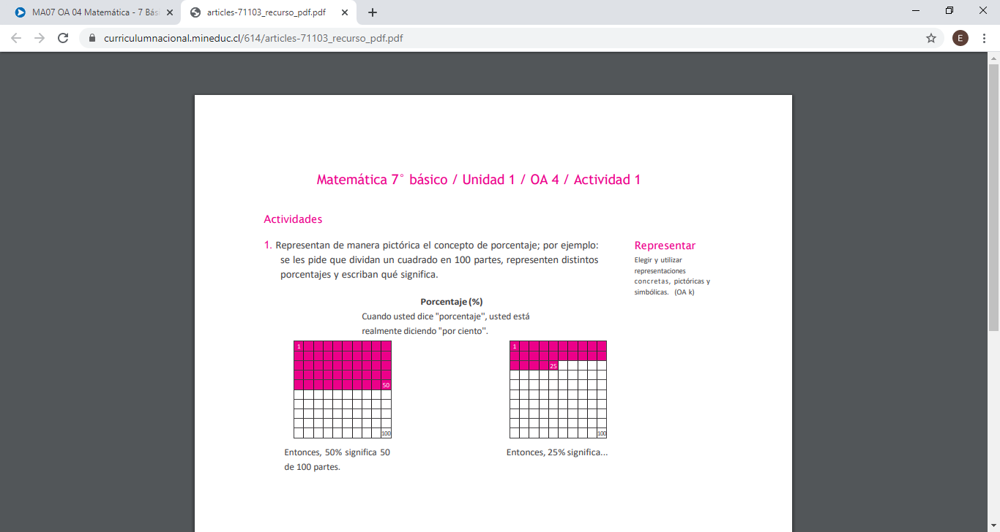 MA07 OA 04 Matemática - 7 Bás
articles-71103_recurso_pdf.pdf
curriculumnacional.mineduc.cl/614/articles-71103_recurso_pdf.pdf
E
Matemática 7° básico / Unidad 1 / OA 4 / Actividad 1
Actividades
1. Representan de manera pictórica el concepto de porcentaje; por ejemplo:
se les pide que dividan un cuadrado en 100 partes, representen distintos
porcentajes y escriban qué significa.
Representar
Elegir y utilizar
representaciones
concretas, pictóricas y
simbólicas. (OA k)
Porcentaje (%)
Cuando usted dice "porcentaje", usted está
realmente diciendo "por ciento".
1
50
100
Entonces, 50% significa 50
de 100 partes.
1
25
100
Entonces, 25% significa...